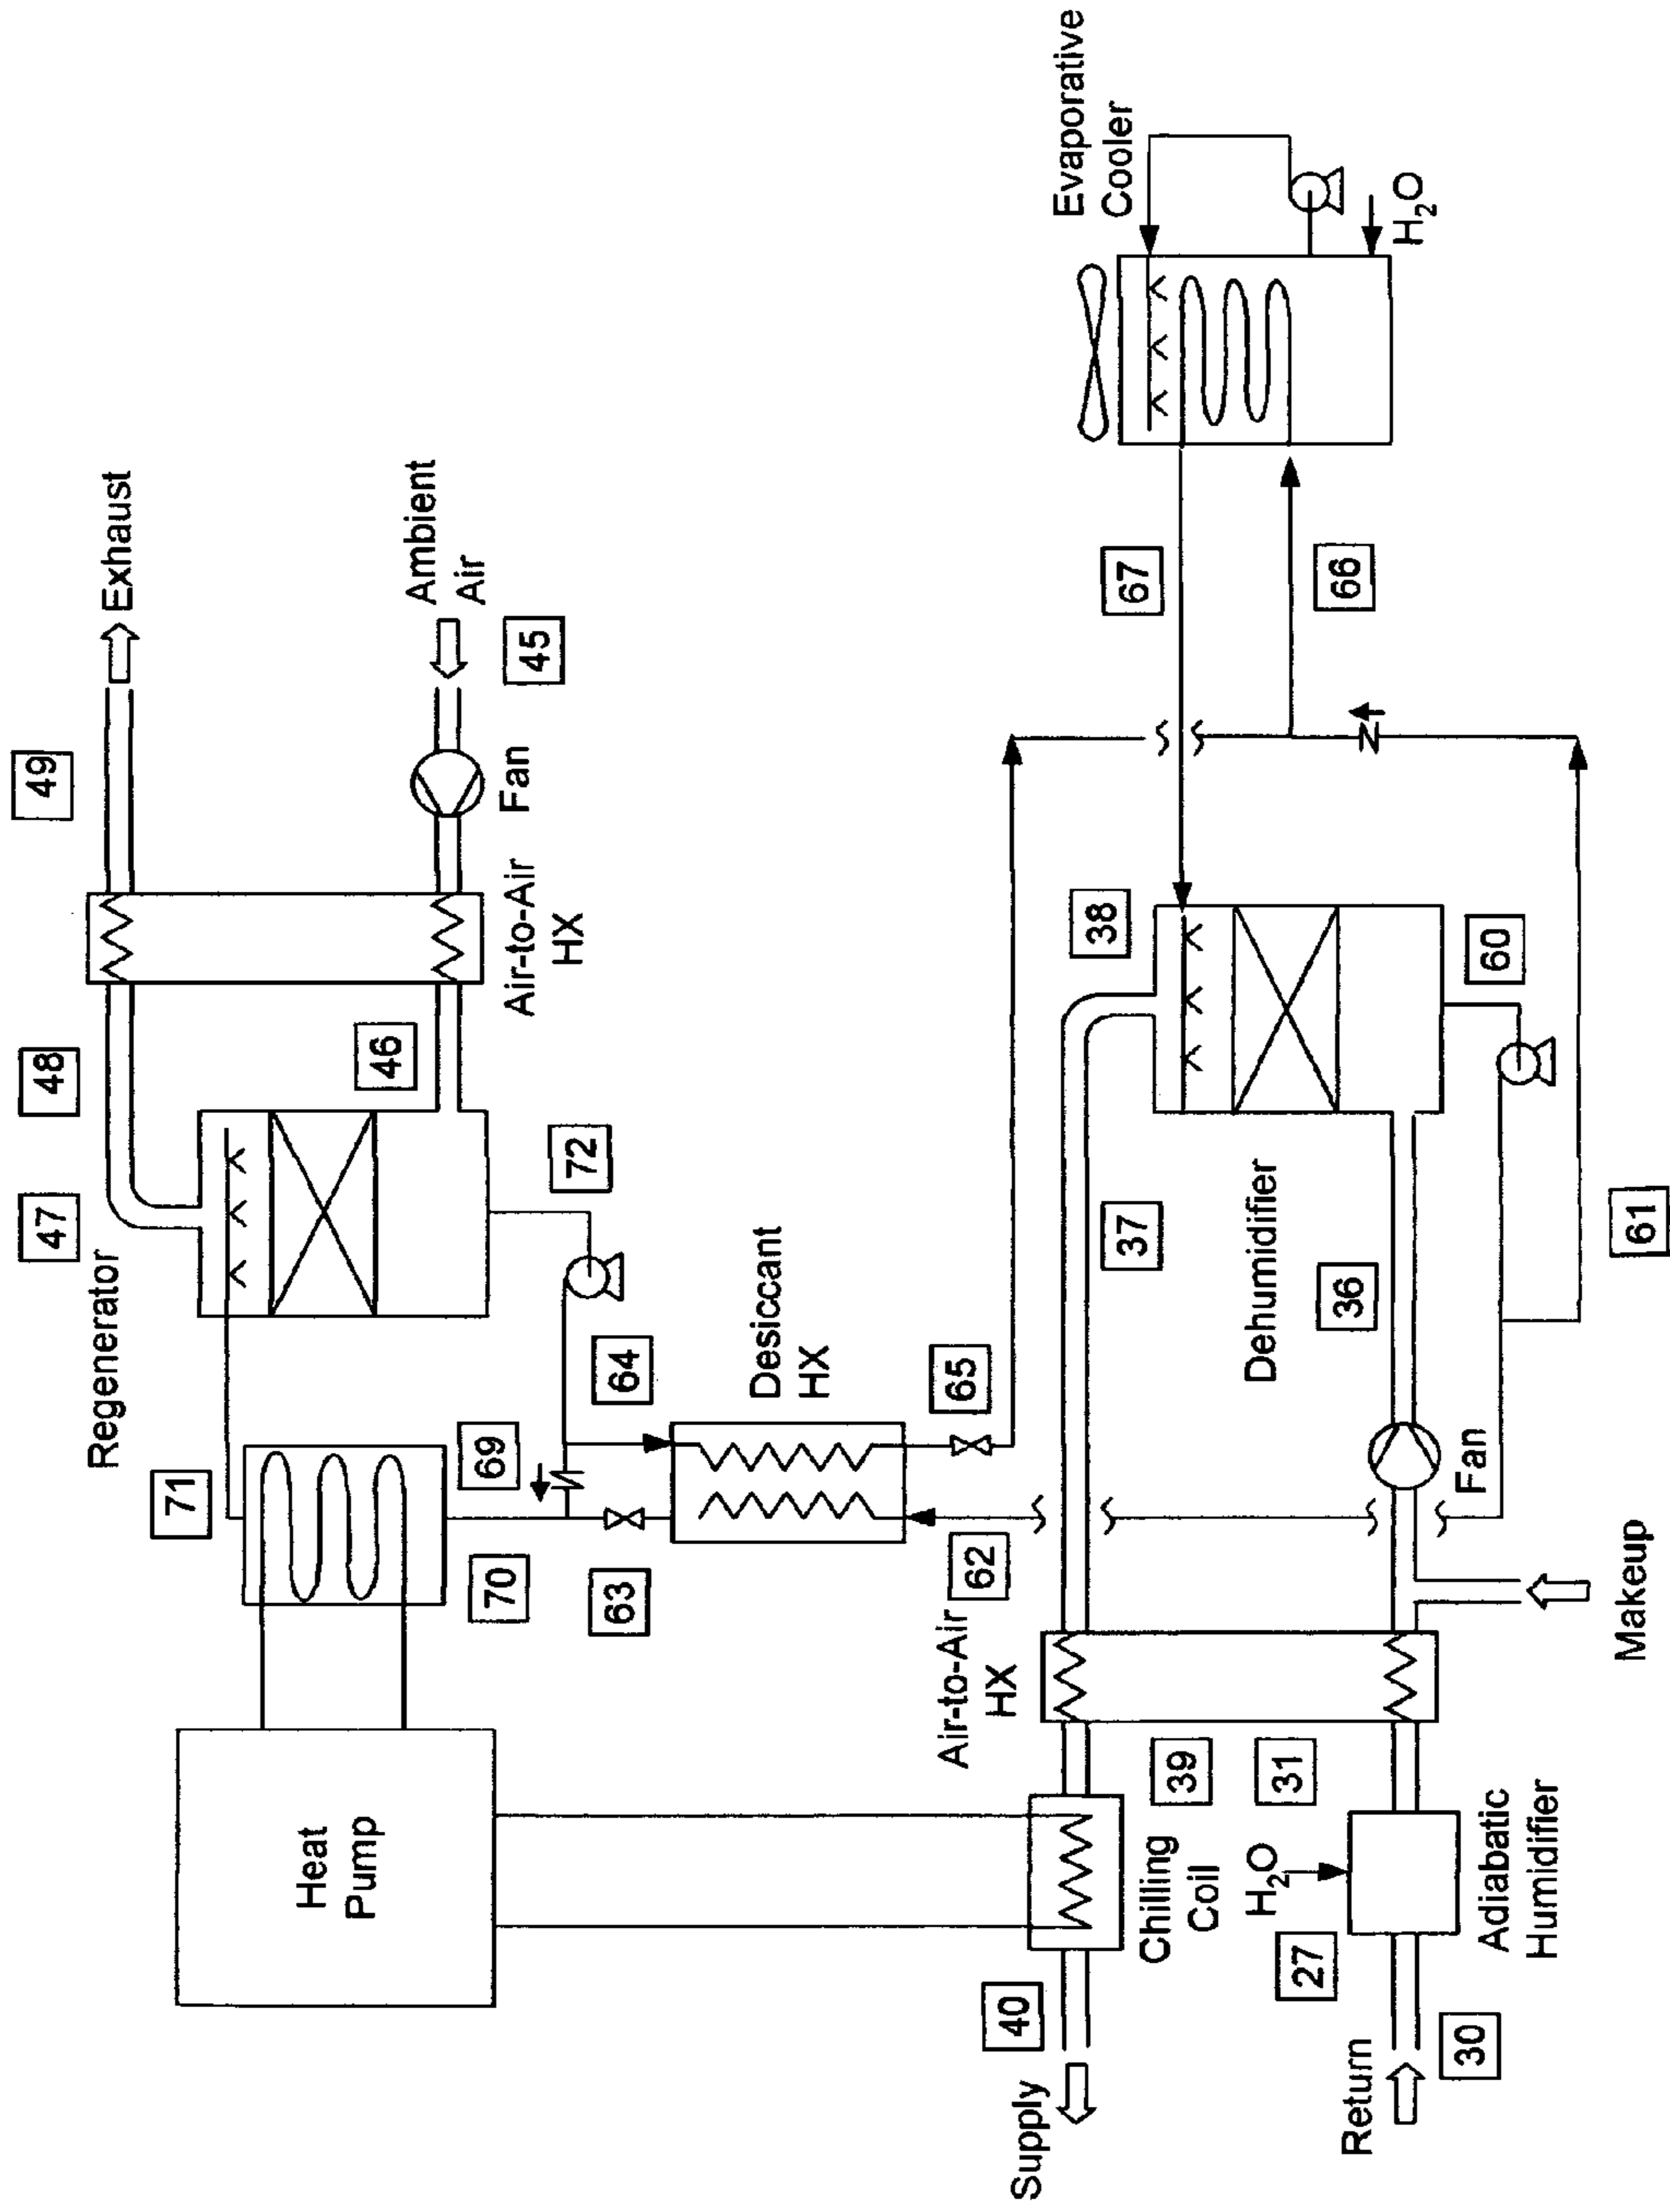 49
Exhaust
48
47
Ambient
Air
45
Fan
Air-to-Air
HX
46
Regenerator
72
71
69
64
70
63
Desiccant
HX
65
62
Heat
Pump
Evaporative
Cooler
H₂O
67
66
38
60
37
Dehumidifier
36
61
Fan
Makeup
Air-to-Air
HX
39
31
Chilling
Coil
H₂O
27
Adiabatic
Humidifier
40
Supply
Return
30